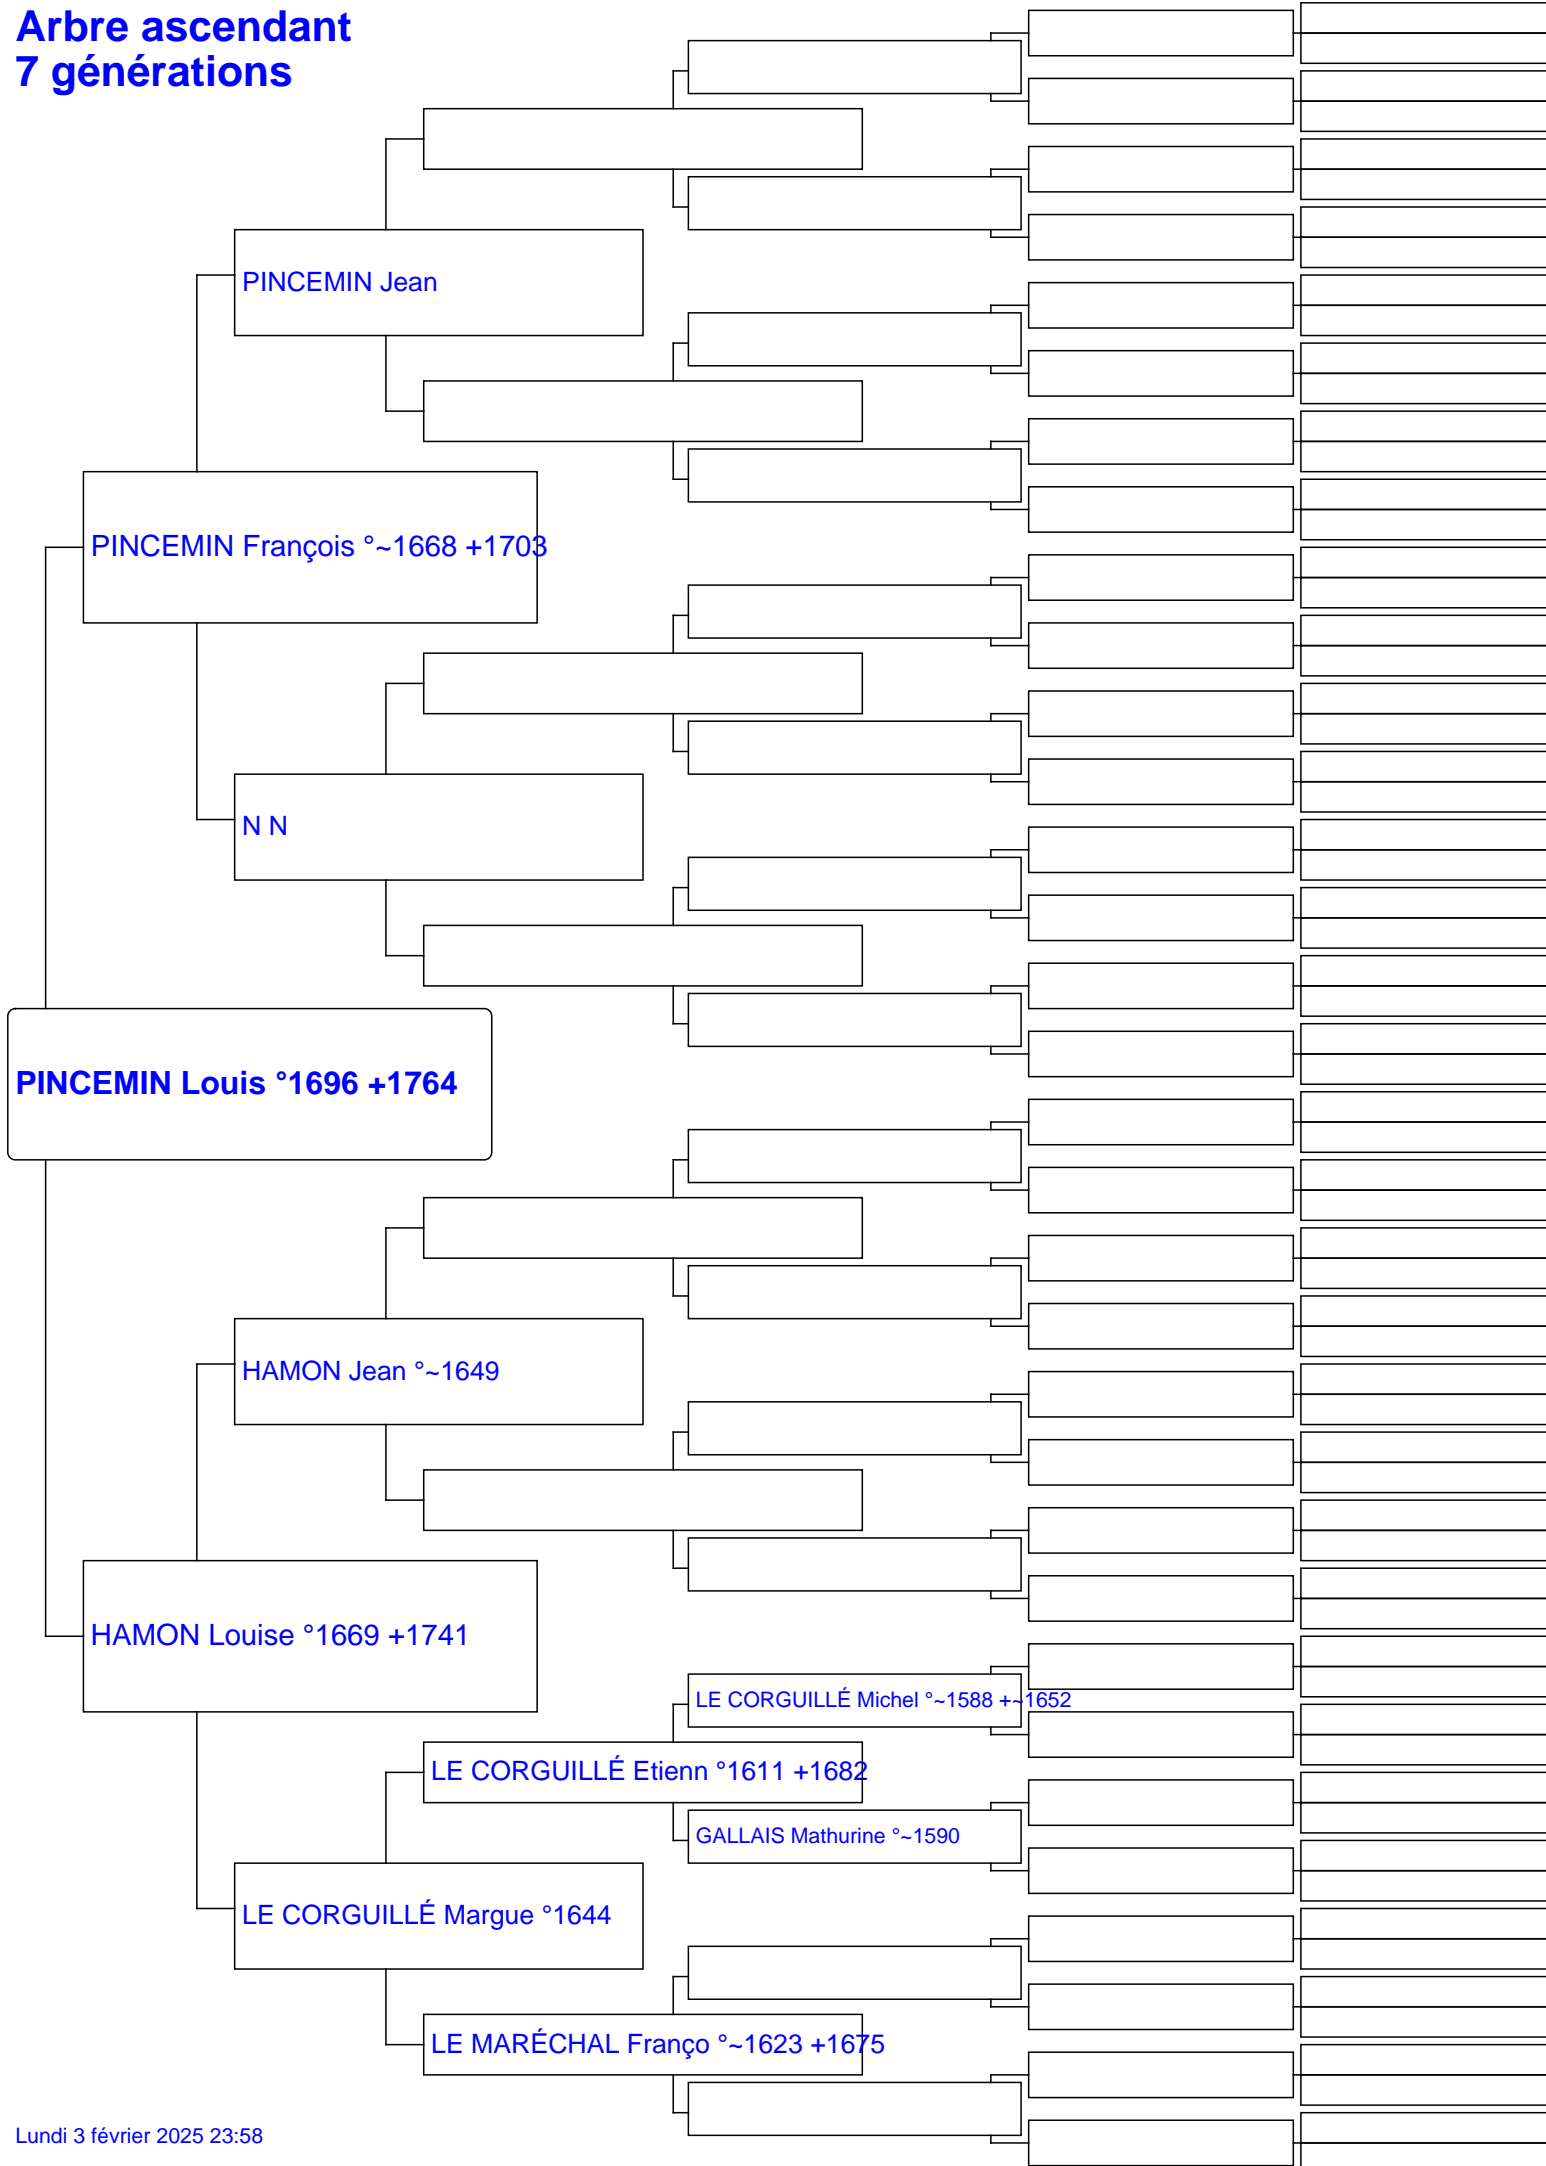 Arbre ascendant
7 générations
PINCEMIN Jean
PINCEMIN François °~1668 +1703
N N
PINCEMIN Louis °1696 +1764
HAMON Jean °~1649
HAMON Louise °1669 +1741
LE CORGUILLÉ Michel °~1588 +~1652
LE CORGUILLÉ Etienn °1611 +1682
GALLAIS Mathurine °~1590
LE CORGUILLÉ Margue °1644
LE MARÉCHAL Franço °~1623 +1675
Lundi 3 février 2025 23:58